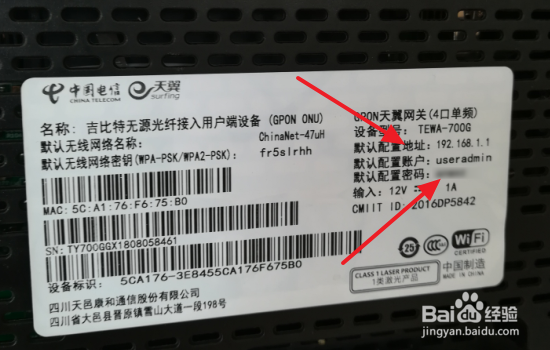 中国电信
CHINA TELECOM
天翼
surfing
名称: 吉比特无源光纤接入用户端设备 (GPON ONU)
默认无线网络名称: ChinaNet-47uH
默认无线网络密钥(WPA-PSK/WPA2-PSK): fr5slrhh
MAC: 5C:A1:76:F6:75:B0
SN: TY700GGX1808058461
设备标识: 5CA176-3E8455CA176F675B0
四川天邑康和通信股份有限公司
四川省大邑县晋原镇雪山大道一段198号
GPON天翼网关(4口单频)
设备型号: TEWA-700G
默认配置地址: 192.168.1.1
默认配置账户: useradmin
默认配置密码:
输入: 12V 1A
CMIIT ID: 2016DP5842
25
CCC
Wi Fi
CERTIFIED
CLASS 1 LASER PRODUCT
1类激光产品
中国制造
MADE IN CHINA
Baidu经验
jingyan.baidu.com